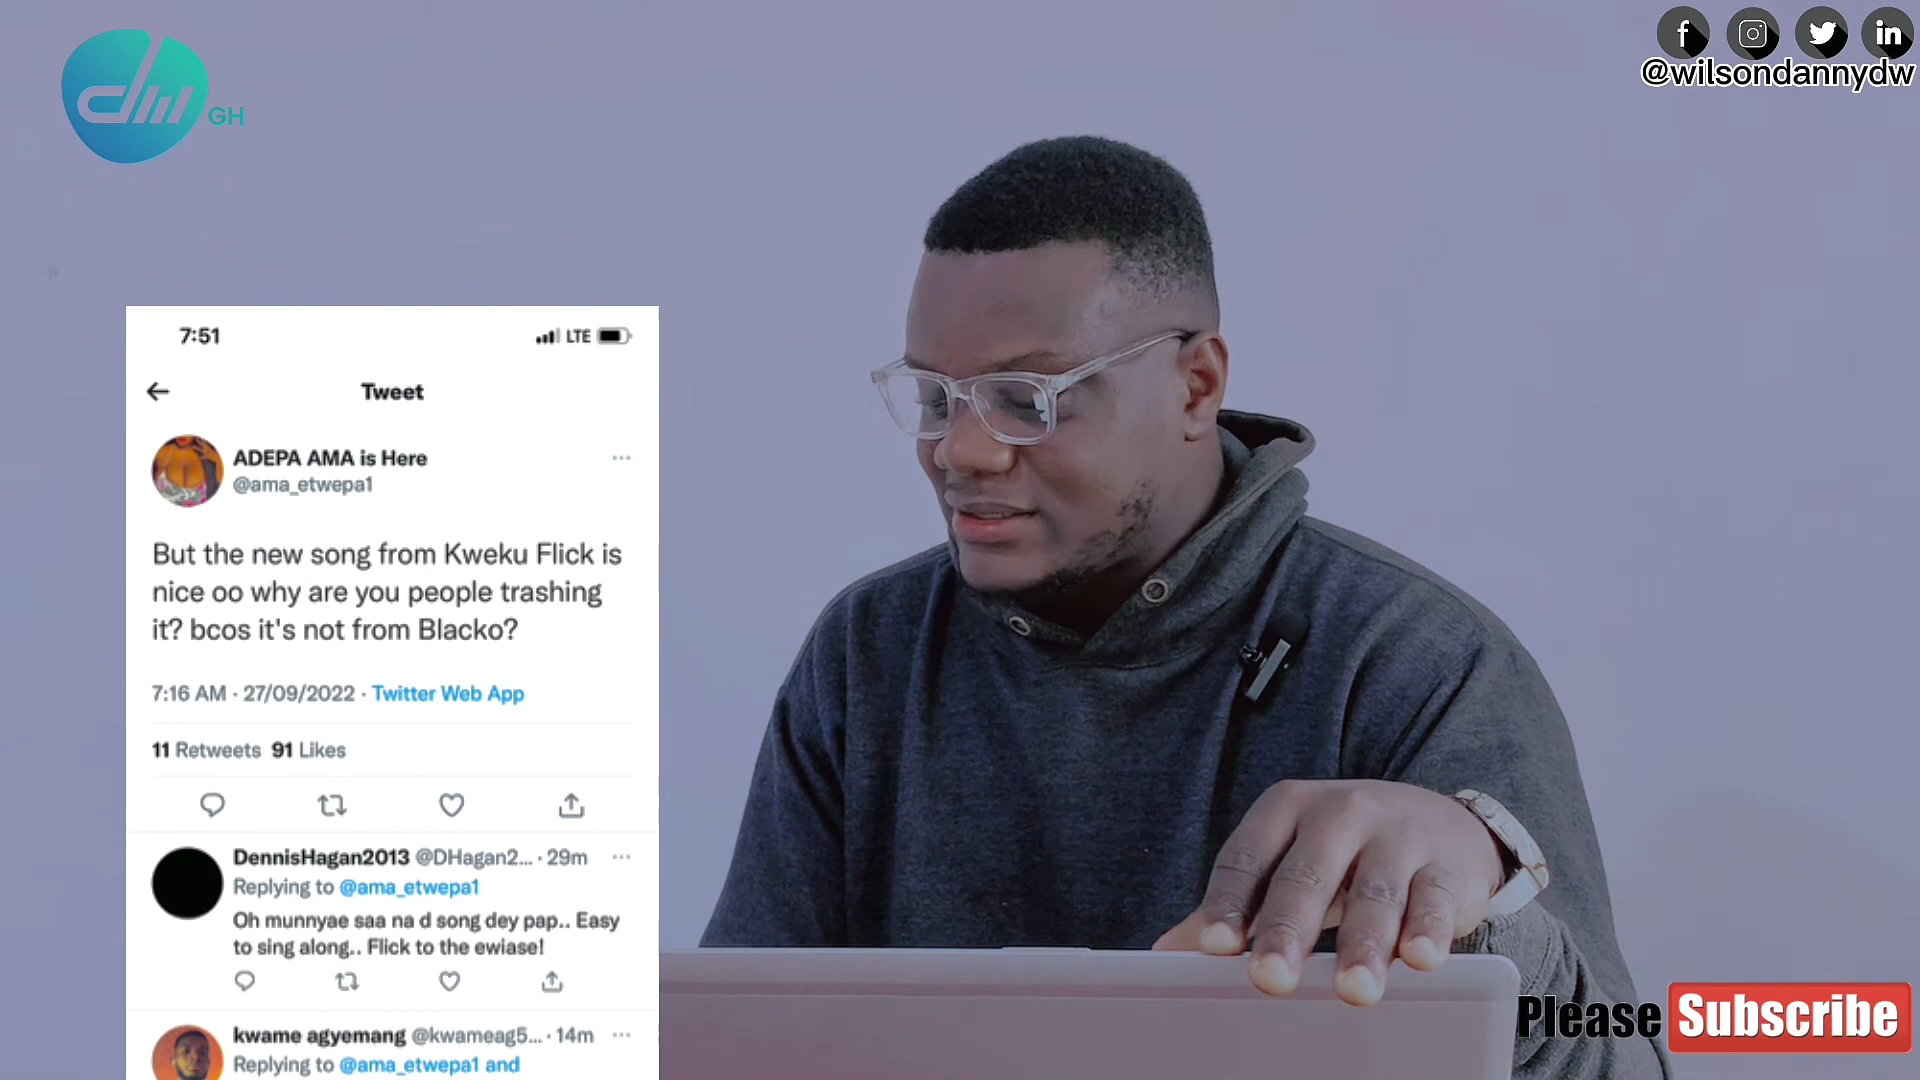 dw GH
@wilsondannydw
7:51
LTE
Tweet
ADEPA AMA is Here
@ama_etwepa1
But the new song from Kweku Flick is
nice oo why are you people trashing
it? bcos it's not from Blacko?
7:16 AM · 27/09/2022 · Twitter Web App
11 Retweets 91 Likes
DennisHagan2013 @DHagan2... · 29m
Replying to @ama_etwepa1
Oh munnyae saa na d song dey pap.. Easy
to sing along.. Flick to the ewiase!
kwame agyemang @kwameag5... · 14m
Replying to @ama_etwepa1 and
Please Subscribe